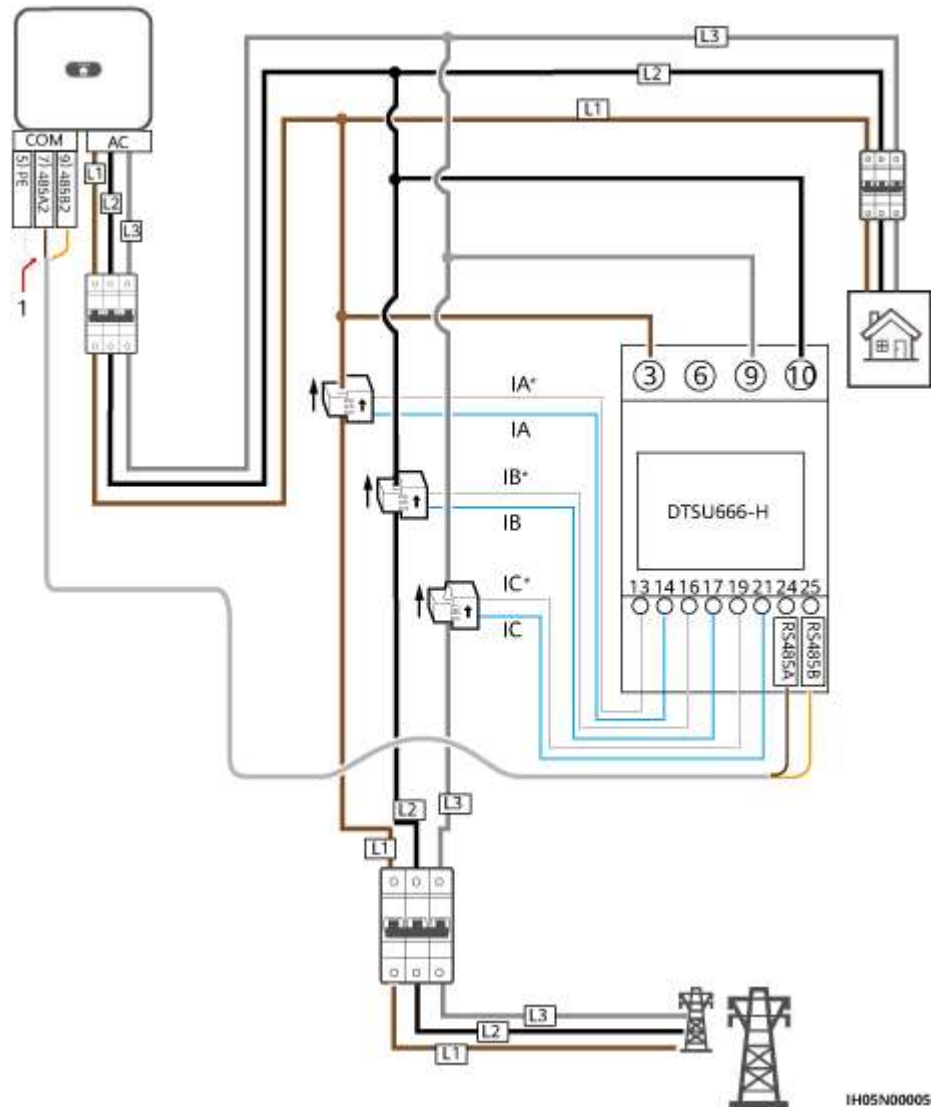 L3
L2
L1
COM
AC
5) PE
7) 485A2
9) 485B2
L1
L2
L3
1
3
6
9
10
IA*
IA
IB*
IB
DTSU666-H
IC*
IC
13 14 16 17 19 21 24 25
RS485A
RS485B
L2
L3
L1
L3
L2
L1
IH05N00005